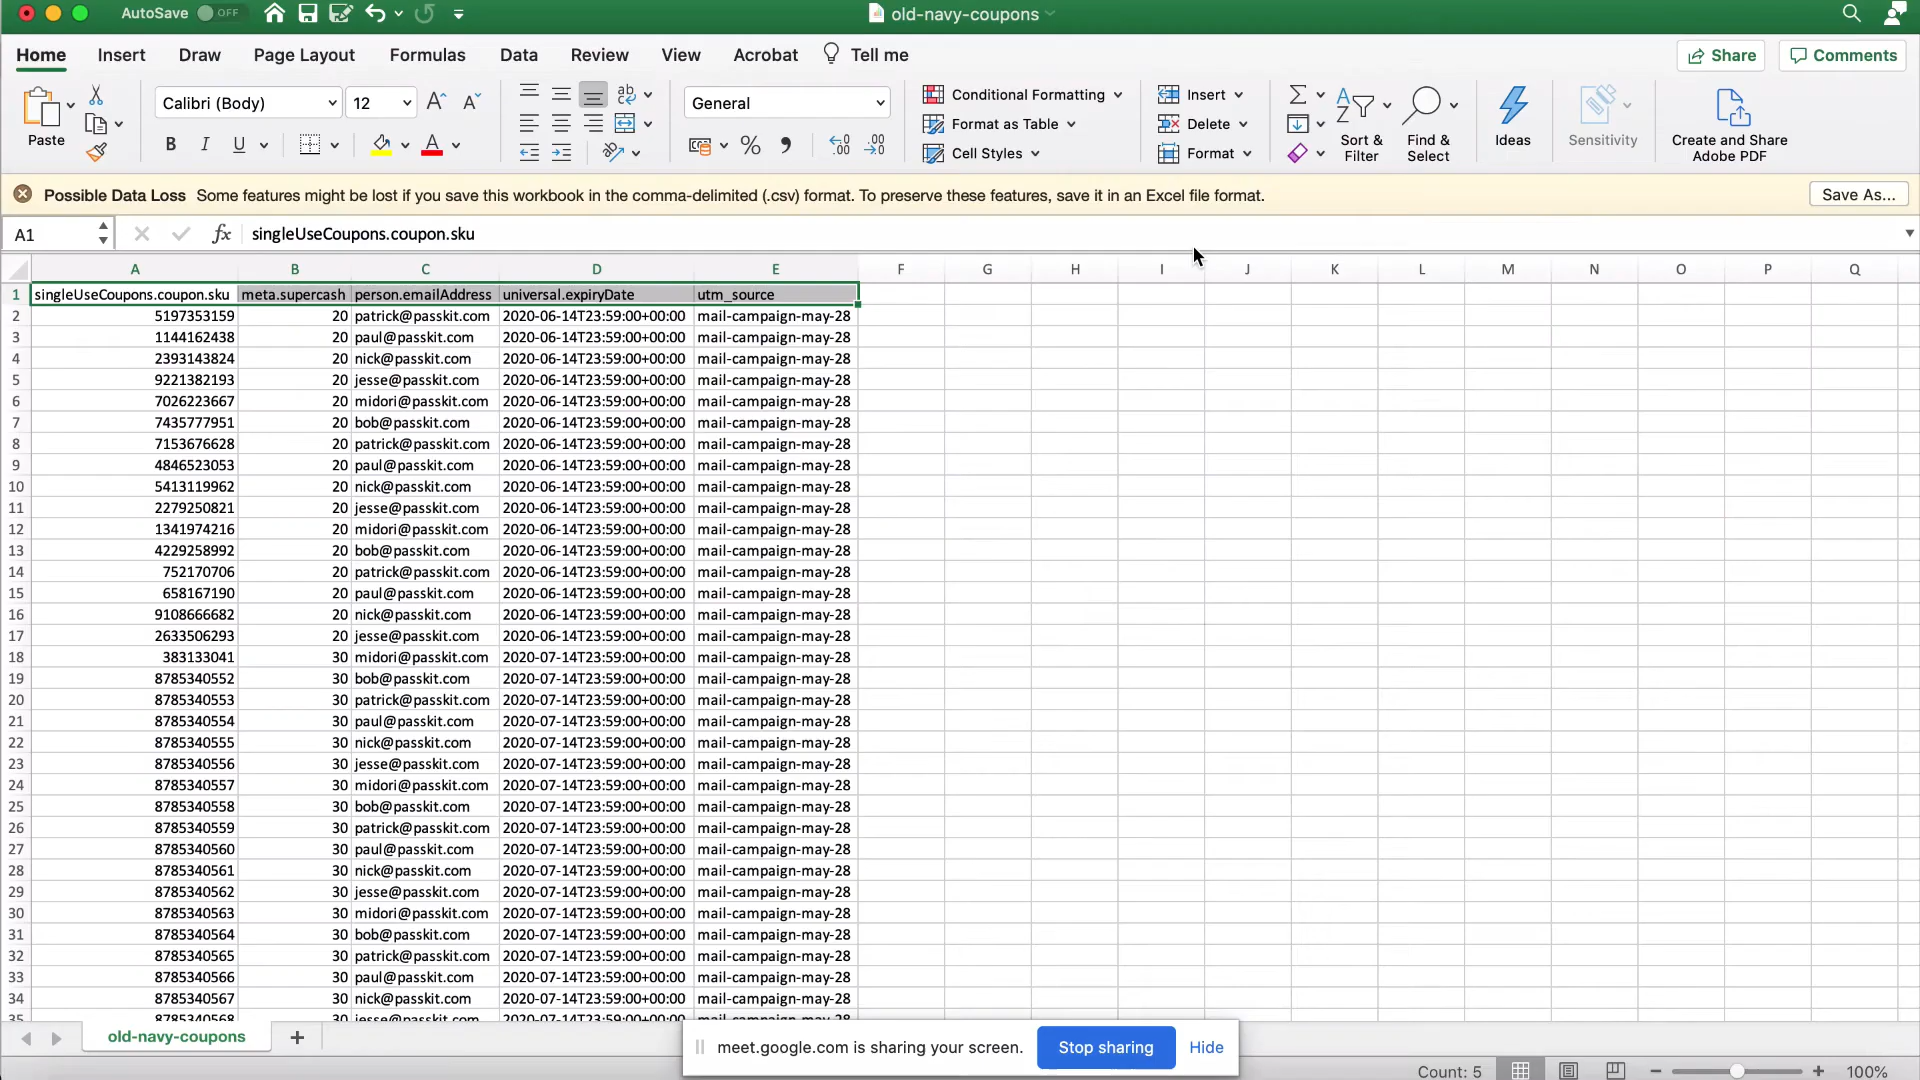 AutoSave OFF old-navy-coupons
Home Insert Draw Page Layout Formulas Data Review View Acrobat Tell me Share Comments
Paste
Calibri (Body) 12
B I U
General
Conditional Formatting
Format as Table
Cell Styles
Insert
Delete
Format
Sort & Filter
Find & Select
Ideas
Sensitivity
Create and Share Adobe PDF
Possible Data Loss Some features might be lost if you save this workbook in the comma-delimited (.csv) format. To preserve these features, save it in an Excel file format. Save As...
A1 fx singleUseCoupons.coupon.sku
A B C D E F G H I J K L M N O P Q
1 singleUseCoupons.coupon.sku meta.supercash person.emailAddress universal.expiryDate utm_source
2 5197353159 20 patrick@passkit.com 2020-06-14T23:59:00+00:00 mail-campaign-may-28
3 1144162438 20 paul@passkit.com 2020-06-14T23:59:00+00:00 mail-campaign-may-28
4 2393143824 20 nick@passkit.com 2020-06-14T23:59:00+00:00 mail-campaign-may-28
5 9221382193 20 jesse@passkit.com 2020-06-14T23:59:00+00:00 mail-campaign-may-28
6 7026223667 20 midori@passkit.com 2020-06-14T23:59:00+00:00 mail-campaign-may-28
7 7435777951 20 bob@passkit.com 2020-06-14T23:59:00+00:00 mail-campaign-may-28
8 7153676628 20 patrick@passkit.com 2020-06-14T23:59:00+00:00 mail-campaign-may-28
9 4846523053 20 paul@passkit.com 2020-06-14T23:59:00+00:00 mail-campaign-may-28
10 5413119962 20 nick@passkit.com 2020-06-14T23:59:00+00:00 mail-campaign-may-28
11 2279250821 20 jesse@passkit.com 2020-06-14T23:59:00+00:00 mail-campaign-may-28
12 1341974216 20 midori@passkit.com 2020-06-14T23:59:00+00:00 mail-campaign-may-28
13 4229258992 20 bob@passkit.com 2020-06-14T23:59:00+00:00 mail-campaign-may-28
14 752170706 20 patrick@passkit.com 2020-06-14T23:59:00+00:00 mail-campaign-may-28
15 658167190 20 paul@passkit.com 2020-06-14T23:59:00+00:00 mail-campaign-may-28
16 9108666682 20 nick@passkit.com 2020-06-14T23:59:00+00:00 mail-campaign-may-28
17 2633506293 20 jesse@passkit.com 2020-06-14T23:59:00+00:00 mail-campaign-may-28
18 383133041 30 midori@passkit.com 2020-07-14T23:59:00+00:00 mail-campaign-may-28
19 8785340552 30 bob@passkit.com 2020-07-14T23:59:00+00:00 mail-campaign-may-28
20 8785340553 30 patrick@passkit.com 2020-07-14T23:59:00+00:00 mail-campaign-may-28
21 8785340554 30 paul@passkit.com 2020-07-14T23:59:00+00:00 mail-campaign-may-28
22 8785340555 30 nick@passkit.com 2020-07-14T23:59:00+00:00 mail-campaign-may-28
23 8785340556 30 jesse@passkit.com 2020-07-14T23:59:00+00:00 mail-campaign-may-28
24 8785340557 30 midori@passkit.com 2020-07-14T23:59:00+00:00 mail-campaign-may-28
25 8785340558 30 bob@passkit.com 2020-07-14T23:59:00+00:00 mail-campaign-may-28
26 8785340559 30 patrick@passkit.com 2020-07-14T23:59:00+00:00 mail-campaign-may-28
27 8785340560 30 paul@passkit.com 2020-07-14T23:59:00+00:00 mail-campaign-may-28
28 8785340561 30 nick@passkit.com 2020-07-14T23:59:00+00:00 mail-campaign-may-28
29 8785340562 30 jesse@passkit.com 2020-07-14T23:59:00+00:00 mail-campaign-may-28
30 8785340563 30 midori@passkit.com 2020-07-14T23:59:00+00:00 mail-campaign-may-28
31 8785340564 30 bob@passkit.com 2020-07-14T23:59:00+00:00 mail-campaign-may-28
32 8785340565 30 patrick@passkit.com 2020-07-14T23:59:00+00:00 mail-campaign-may-28
33 8785340566 30 paul@passkit.com 2020-07-14T23:59:00+00:00 mail-campaign-may-28
34 8785340567 30 nick@passkit.com 2020-07-14T23:59:00+00:00 mail-campaign-may-28
35 8785340568 30 jesse@passkit.com
old-navy-coupons
meet.google.com is sharing your screen. Stop sharing Hide
Count: 5 100%